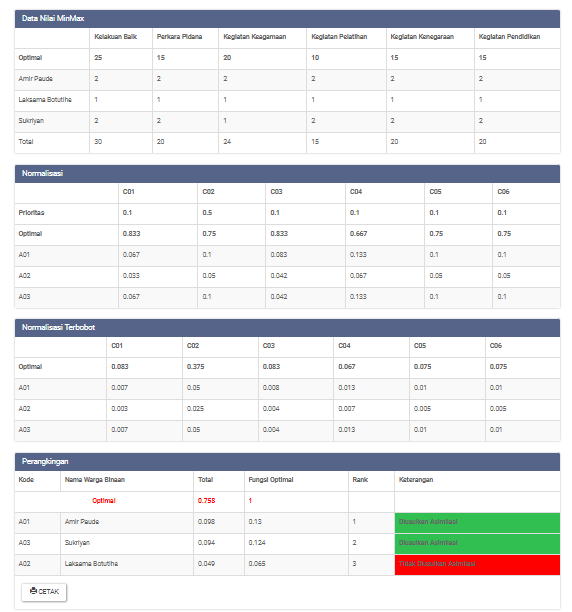 Data Nilai MinMax
Kelakuan Baik Perkara Pidana Kegiatan Keagamaan Kegiatan Pelatihan Kegiatan Kenegaraan Kegiatan Pendidikan
Optimal 25 15 20 10 15 15
Amir Paude 2 2 2 2 2 2
Laksama Botutihe 1 1 1 1 1 1
Sukriyan 2 2 1 2 2 2
Total 30 20 24 15 20 20
Normalisasi
C01 C02 C03 C04 C05 C06
Prioritas 0.1 0.5 0.1 0.1 0.1 0.1
Optimal 0.833 0.75 0.833 0.667 0.75 0.75
A01 0.067 0.1 0.083 0.133 0.1 0.1
A02 0.033 0.05 0.042 0.067 0.05 0.05
A03 0.067 0.1 0.042 0.133 0.1 0.1
Normalisasi Terbobot
C01 C02 C03 C04 C05 C06
Optimal 0.083 0.375 0.083 0.067 0.075 0.075
A01 0.007 0.05 0.008 0.013 0.01 0.01
A02 0.003 0.025 0.004 0.007 0.005 0.005
A03 0.007 0.05 0.004 0.013 0.01 0.01
Perangkingan
Kode Nama Warga Binaan Total Fungsi Optimal Rank Keterangan
Optimal 0.758 1
A01 Amir Paude 0.098 0.13 1 Diusulkan Asimilasi
A03 Sukriyan 0.094 0.124 2 Diusulkan Asimilasi
A02 Laksama Botutihe 0.049 0.065 3 Tidak Diusulkan Asimilasi
CETAK